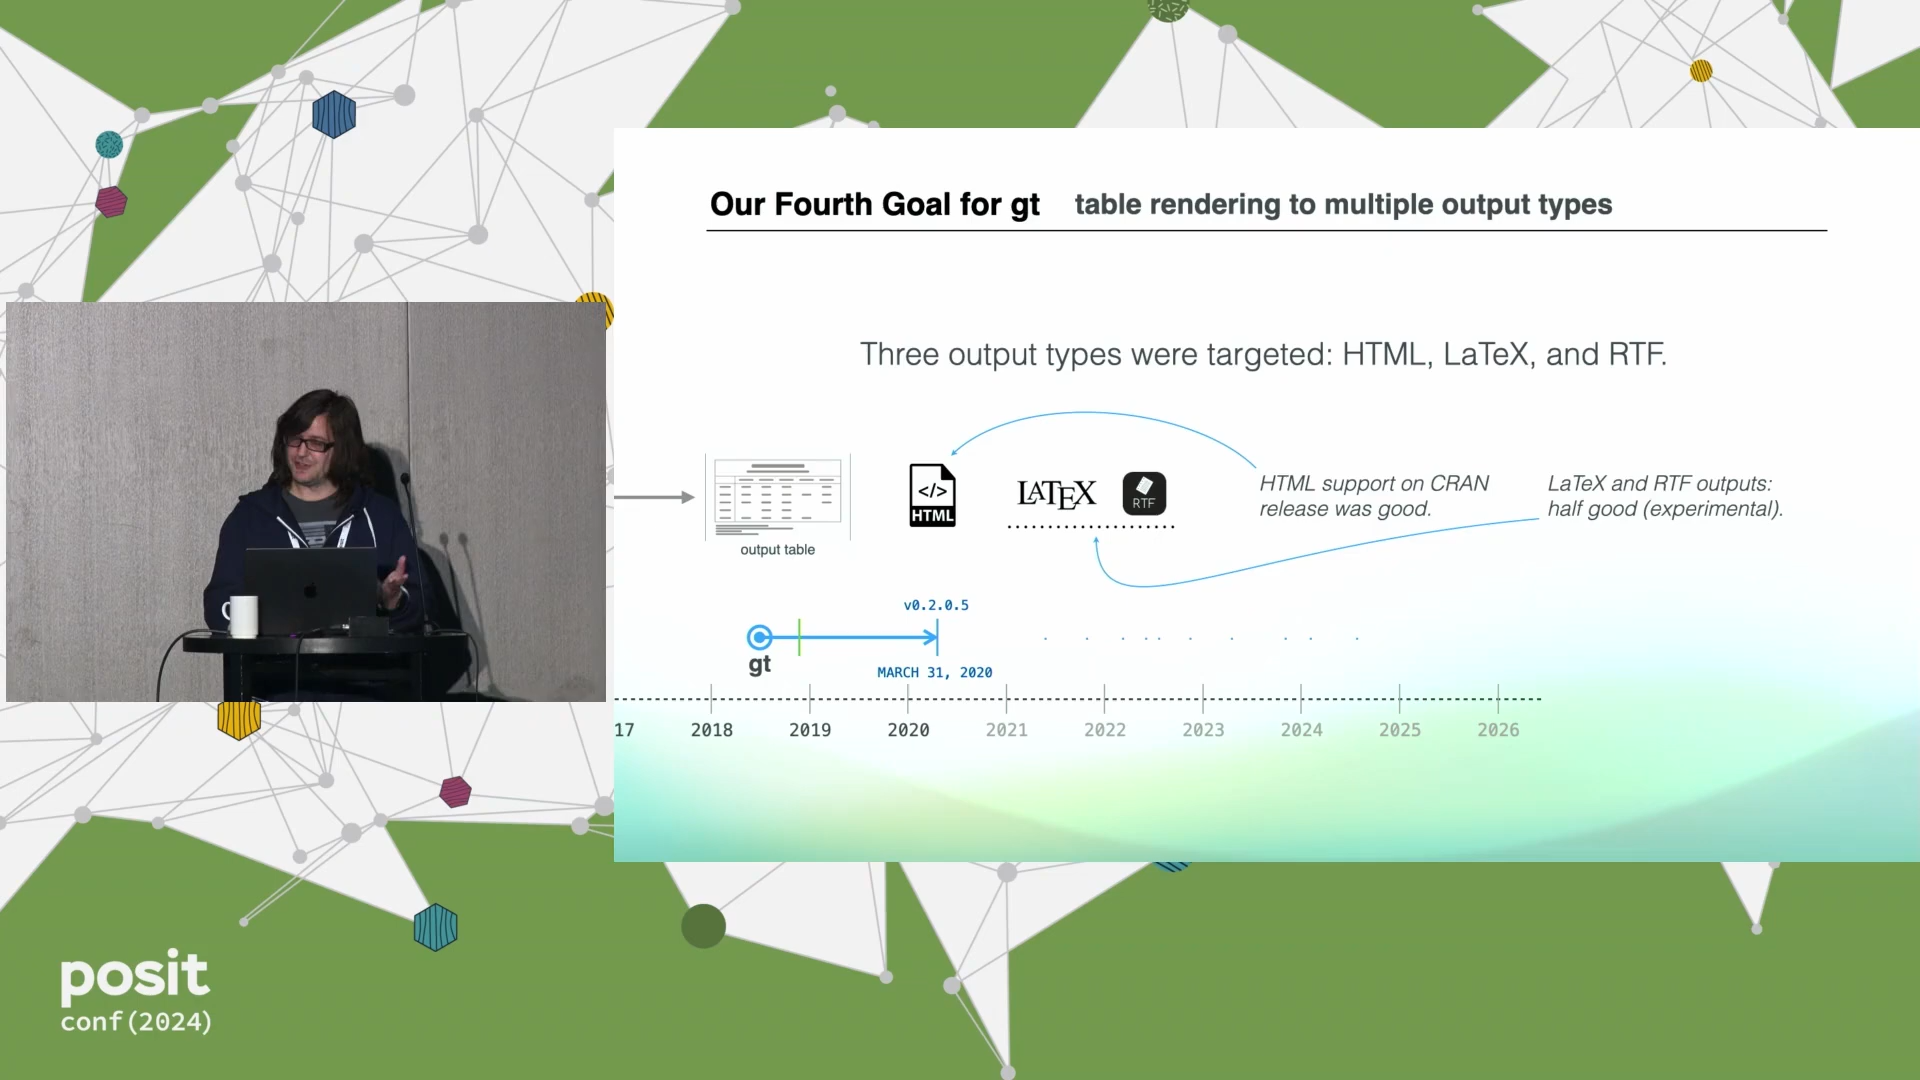 Our Fourth Goal for gt table rendering to multiple output types
Three output types were targeted: HTML, LaTeX, and RTF.
</>
HTML
LATEX
RTF
HTML support on CRAN
release was good.
LaTeX and RTF outputs:
half good (experimental).
output table
v0.2.0.5
gt
MARCH 31, 2020
17 2018 2019 2020 2021 2022 2023 2024 2025 2026
posit
conf(2024)